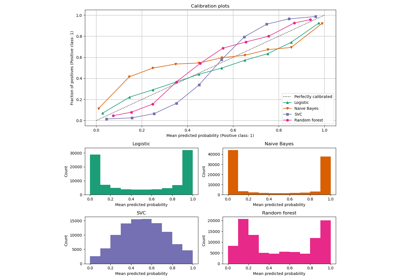 Calibration plots
Fraction of positives (Positive class: 1)
1.0
0.8
0.6
0.4
0.2
0.0
Perfectly calibrated
Logistic
Naive Bayes
SVC
Random forest
0.0 0.2 0.4 0.6 0.8 1.0
Mean predicted probability (Positive class: 1)
Logistic
Count
30000
20000
10000
0
0.0 0.2 0.4 0.6 0.8 1.0
Mean predicted probability
Naive Bayes
Count
40000
30000
20000
10000
0
0.0 0.2 0.4 0.6 0.8 1.0
Mean predicted probability
SVC
Count
15000
10000
5000
0
0.0 0.2 0.4 0.6 0.8 1.0
Mean predicted probability
Random forest
Count
20000
15000
10000
5000
0
0.0 0.2 0.4 0.6 0.8 1.0
Mean predicted probability